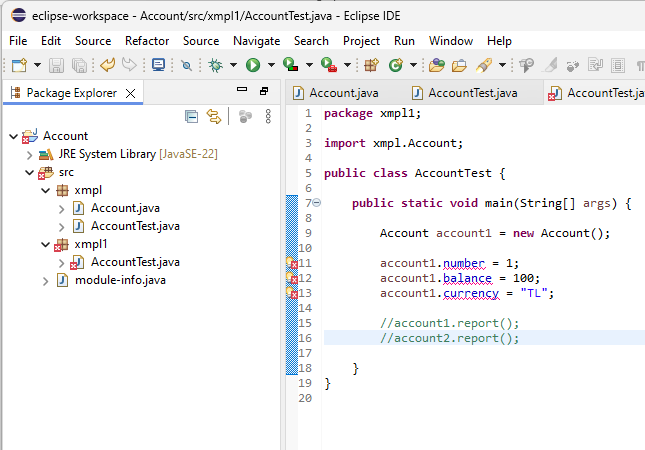 eclipse-workspace - Account/src/xmpl1/AccountTest.java - Eclipse IDE
File Edit Source Refactor Source Navigate Search Project Run Window Help
Package Explorer
Account
JRE System Library [JavaSE-22]
src
xmpl
Account.java
AccountTest.java
xmpl1
AccountTest.java
module-info.java
Account.java AccountTest.java AccountTest.ja
1 package xmpl1;
2
3 import xmpl.Account;
4
5 public class AccountTest {
6
7 public static void main(String[] args) {
8
9 Account account1 = new Account();
10
11 account1.number = 1;
12 account1.balance = 100;
13 account1.currency = "TL";
14
15 //account1.report();
16 //account2.report();
17
18 }
19 }
20